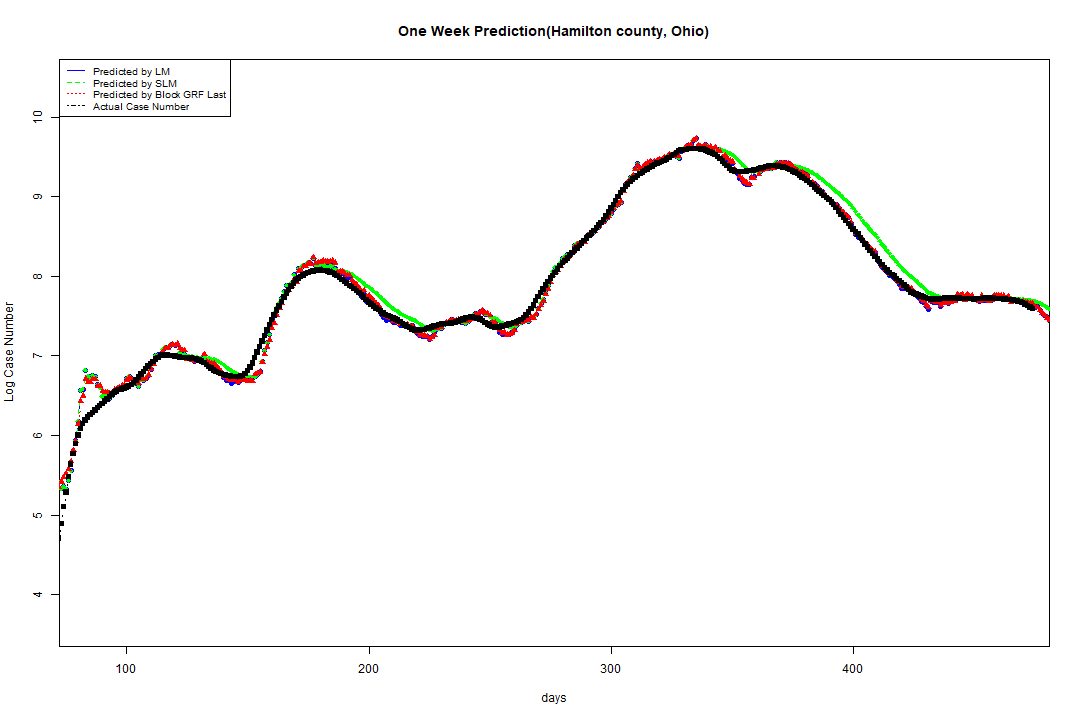 One Week Prediction(Hamilton county, Ohio)
Predicted by LM
Predicted by SLM
Predicted by Block GRF Last
Actual Case Number
Log Case Number
10
9
8
7
6
5
4
100 200 300 400
days